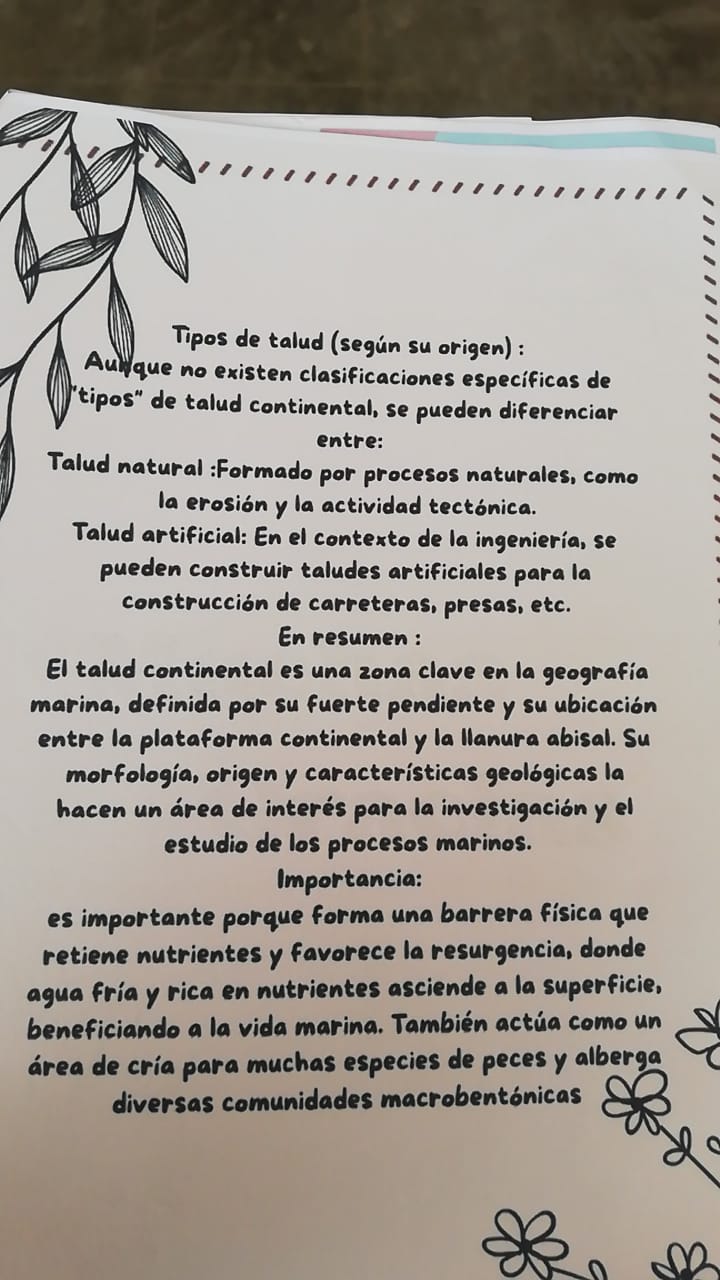 Tipos de talud (según su origen) :
Aunque no existen clasificaciones específicas de
"tipos" de talud continental, se pueden diferenciar
entre:
Talud natural :Formado por procesos naturales, como
la erosión y la actividad tectónica.
Talud artificial: En el contexto de la ingeniería, se
pueden construir taludes artificiales para la
construcción de carreteras, presas, etc.
En resumen :
El talud continental es una zona clave en la geografía
marina, definida por su fuerte pendiente y su ubicación
entre la plataforma continental y la llanura abisal. Su
morfología, origen y características geológicas la
hacen un área de interés para la investigación y el
estudio de los procesos marinos.
Importancia:
es importante porque forma una barrera física que
retiene nutrientes y favorece la resurgencia, donde
agua fría y rica en nutrientes asciende a la superficie,
beneficiando a la vida marina. También actúa como un
área de cría para muchas especies de peces y alberga
diversas comunidades macrobentónicas